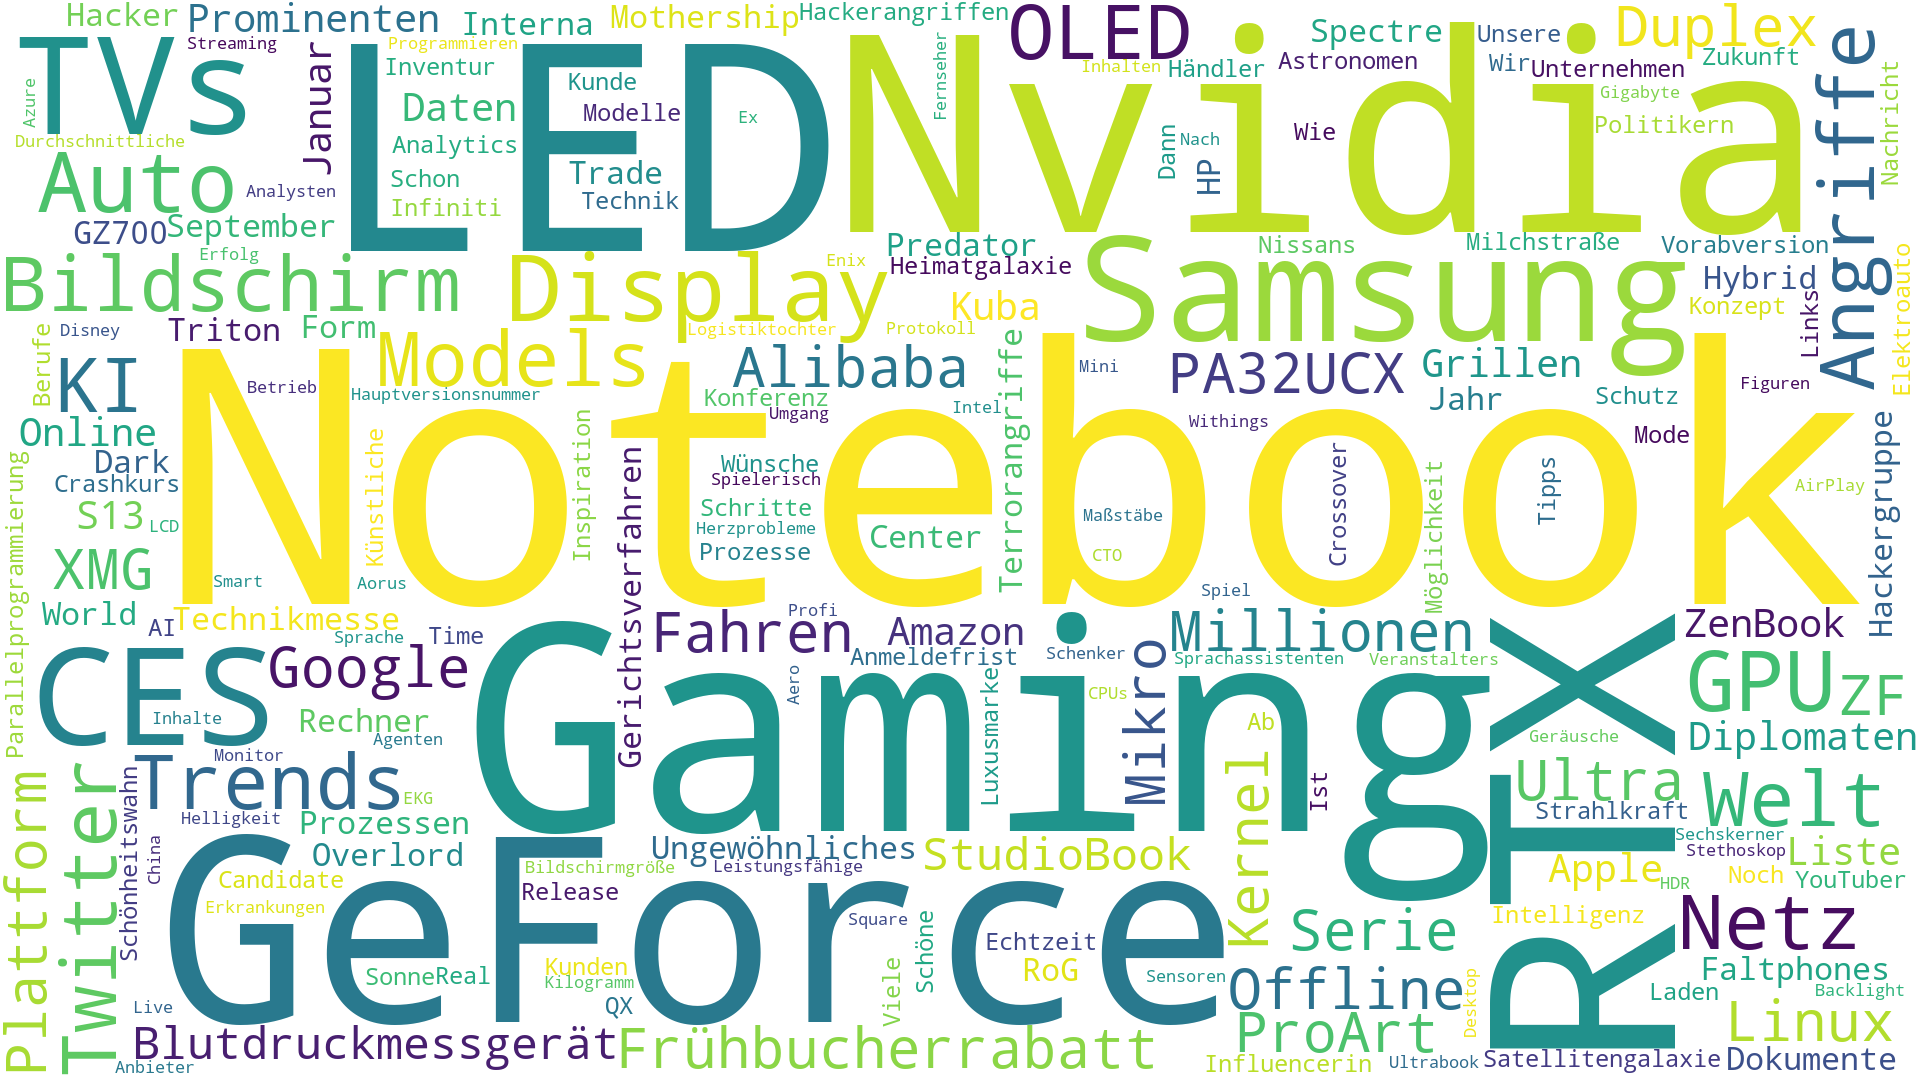 Hacker
Prominenten
Interna
Mothership
Hackerangriffen
OLED
Spectre
Unsere
Duplex
Streaming
TVs
Januar
Programmieren
Inventur
LED
Kunde
Nvidia
Fernseher
Inhalten
Händler
Astronomen
Wir
Unternehmen
Zukunft
Angriffe
Azure
Durchschnittliche
Daten
Modelle
Ex
Gigabyte
Politikern
Nachricht
Analytics
Dann
Nach
HP
Wie
Auto
Analysten
Schon
Trade
Infiniti
Technik
GZ700
September
Erfolg
Predator
Nissans
Milchstraße
Vorabversion
Bildschirm
Display
Enix
Heimatgalaxie
Samsung
Hybrid
Elektroauto
Kuba
Konzept
Links
Disney
Triton
Form
Models
Logistiktochter
Protokoll
Berufe
KI
Betrieb
Hauptversionsnummer
Notebook
Alibaba
Konferenz
Umgang
Intel
Terrorangriffe
Mini
PA32UCX
Grillen
Jahr
Schutz
Figuren
Withings
Mode
Hackergruppe
Online
Dark
Crashkurs
S13
LCD
Künstliche
Inspiration
Gerichtsverfahren
Wünsche
Spielerisch
Schritte
Herzprobleme
Prozesse
Center
Maßstäbe
CTO
Crossover
Möglichkeit
Tipps
AirPlay
Parallelprogrammierung
XMG
Smart
Aorus
World
AI
Technikmesse
Sprache
Time
Profi
Spiel
Fahren
Amazon
Anmeldefrist
Schenker
Millionen
Sprachassistenten
Veranstalters
ZenBook
CES
Google
Gaming
Aero
Luxusmarke
CPUs
Mikro
Ab
RTX
GPU
ZF
Inhalte
Rechner
Agenten
Monitor
Kernel
Ist
Geräusche
Diplomaten
Plattform
Twitter
Schönheitswahn
Trends
EKG
Helligkeit
Prozessen
Ultra
Strahlkraft
Welt
China
Overlord
GeForce
Ungewöhnliches
Bildschirmgröße
Leistungsfähige
StudioBook
Sechskerner
Stethoskop
Liste
Candidate
Erkrankungen
Release
Apple
HDR
Noch
YouTuber
Square
Schöne
Echtzeit
Serie
Intelligenz
Netz
Sonne
Real
Kunden
Kilogramm
RoG
Sensoren
Offline
Desktop
Faltphones
Laden
Backlight
Live
QX
Viele
Blutdruckmessgerät
Frühbucherrabatt
ProArt
Linux
Anbieter
Influencerin
Ultrabook
Satellitengalaxie
Dokumente